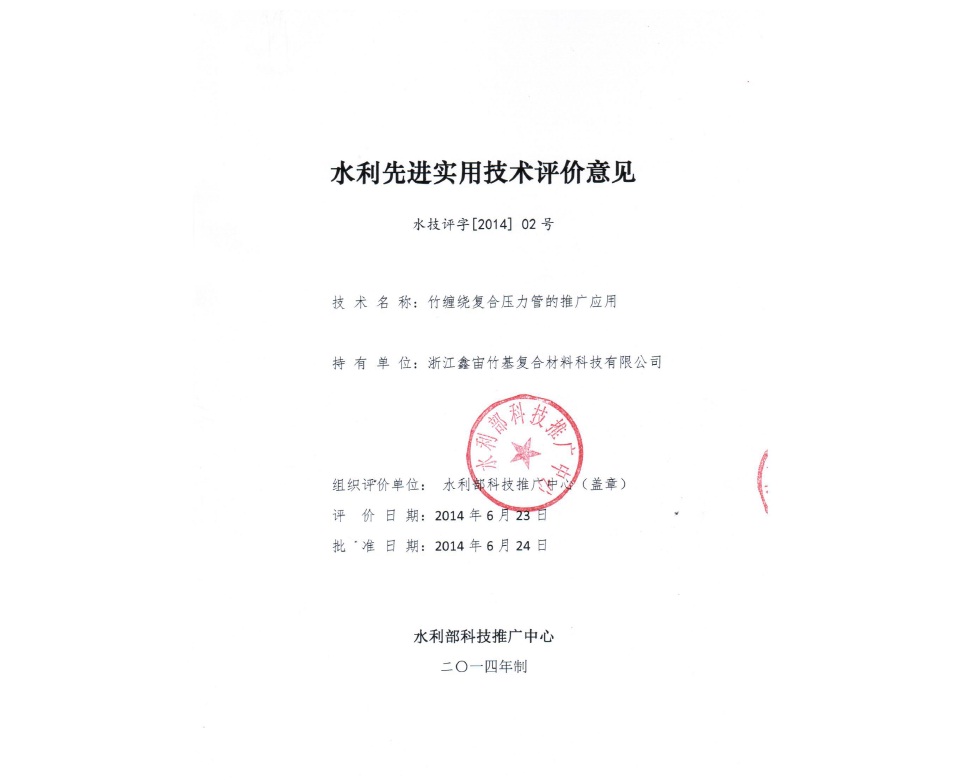 水利先进实用技术评价意见
水技评字[2014] 02 号
技 术 名 称：竹缠绕复合压力管的推广应用
持 有 单 位：浙江鑫宙竹基复合材料科技有限公司
水利部科技推广中心
组织评价单位： 水利部科技推广中心（盖章）
评 价 日 期：2014 年 6 月 23 日
批 准 日 期：2014 年 6 月 24 日
水利部科技推广中心
二〇一四年制